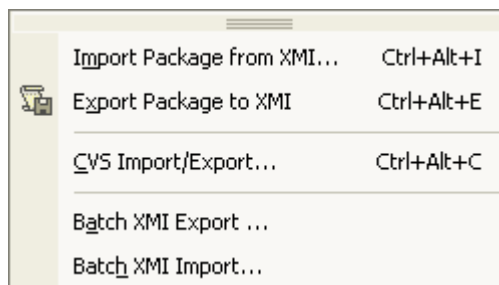 Import Package from XMI... Ctrl+Alt+I
Export Package to XMI Ctrl+Alt+E
CVS Import/Export... Ctrl+Alt+C
Batch XMI Export ...
Batch XMI Import...